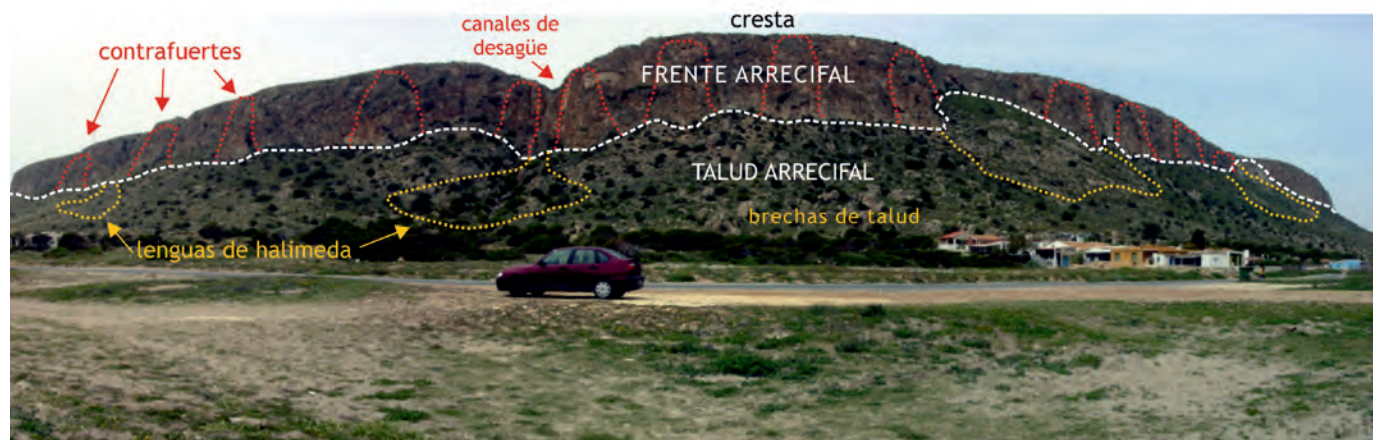 cresta
canales de
desagüe
contrafuertes
FRENTE ARRECIFAL
TALUD ARRECIFAL
brechas de talud
lenguas de halimeda